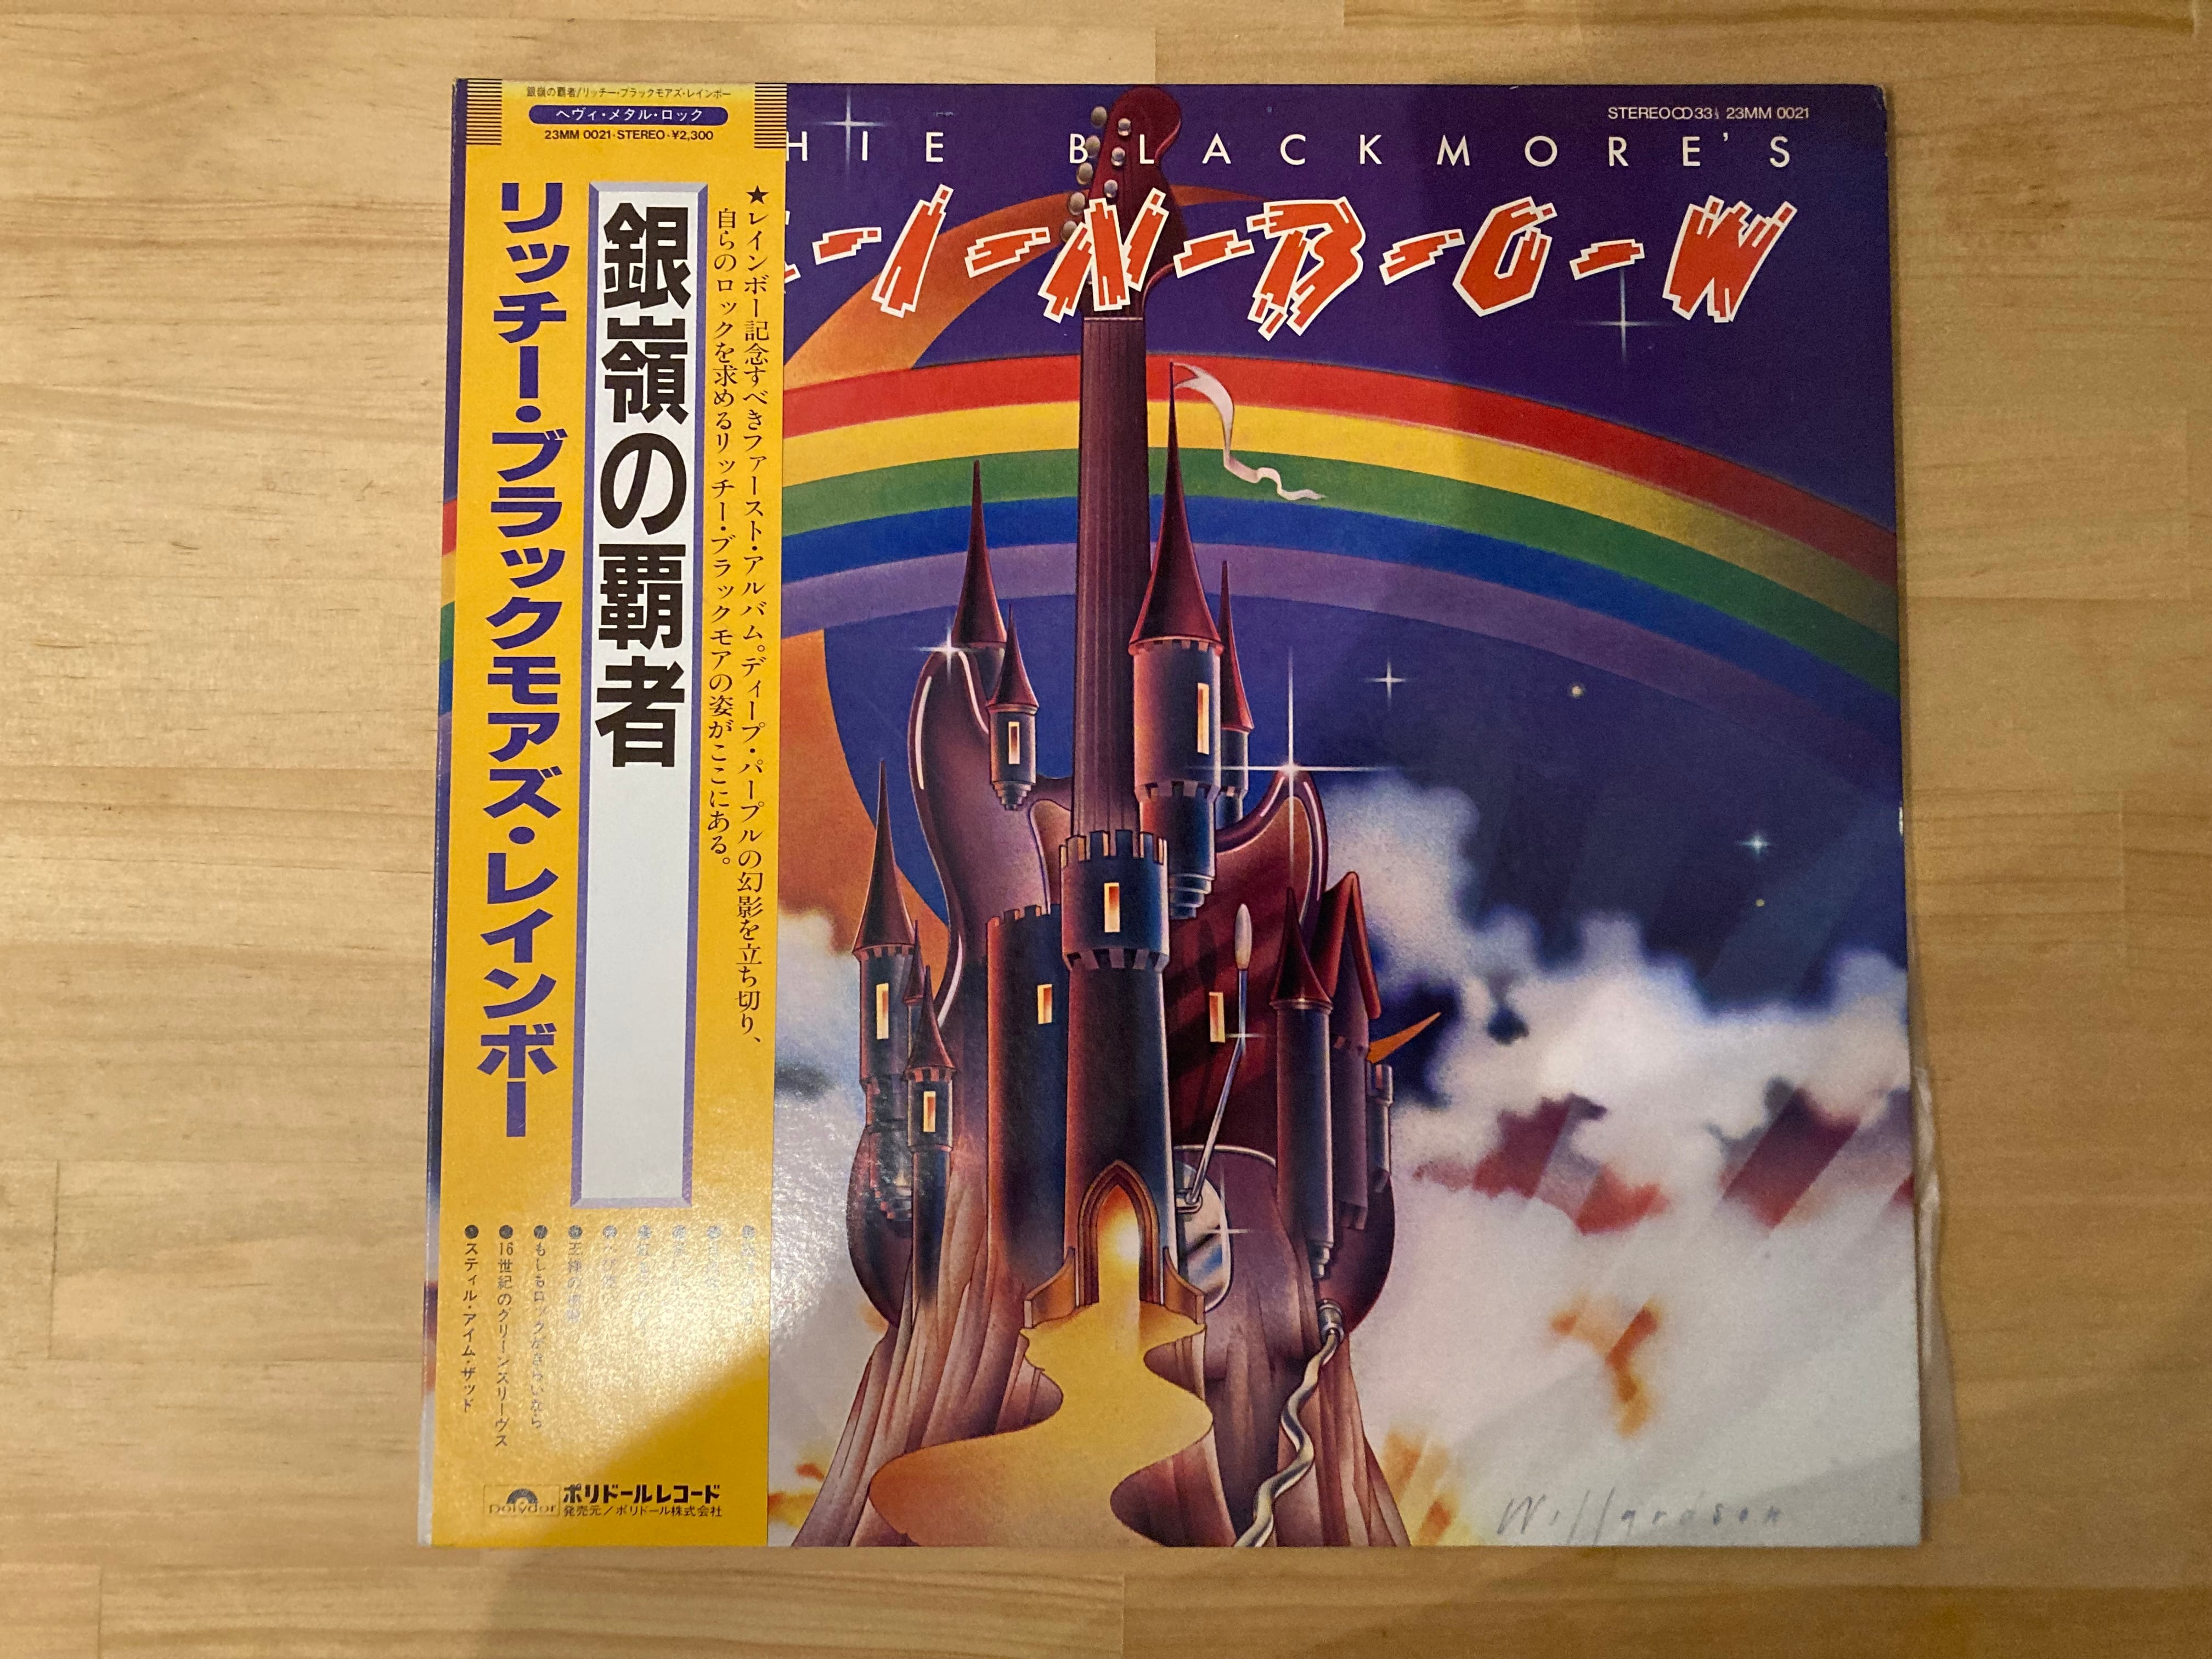 銀嶺の覇者/リッチー・ブラックモアズ・レインボー
ヘヴィ・メタル・ロック
23MM 0021・STEREO・¥2,300
★レインボー記念すべきファースト・アルバム。ディープ・パープルの幻影を立ち切り、
自らのロックを求めるリッチー・ブラックモアの姿がここにある。
銀嶺の覇者
リッチー・ブラックモアズ・レインボー
●王様の
●もしもロックがきらいなら
●16世紀のグリーンスリーヴス
●スティル・アイム・ザッド
polydor
ポリドールレコード
発売元/ポリドール株式会社
STEREO 33⅓ 23MM 0021
HIE BLACKMORE'S
-I-N-B-O-W
Willardson